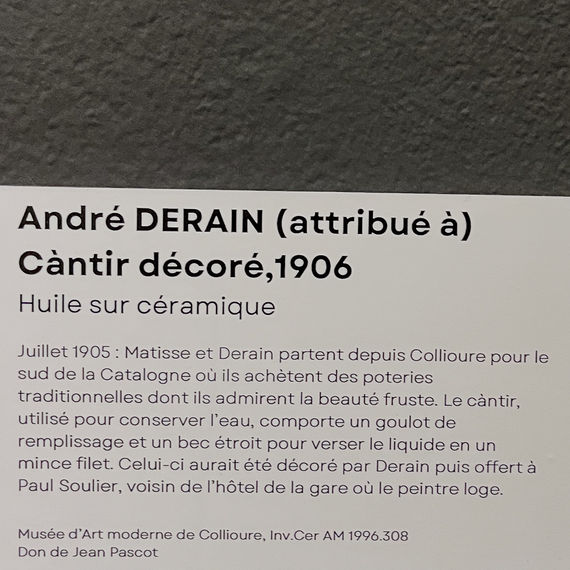 André DERAIN (attribué à)
Càntir décoré,1906
Huile sur céramique
Juillet 1905 : Matisse et Derain partent depuis Collioure pour le
sud de la Catalogne où ils achètent des poteries
traditionnelles dont ils admirent la beauté fruste. Le càntir,
utilisé pour conserver l'eau, comporte un goulot de
remplissage et un bec étroit pour verser le liquide en un
mince filet. Celui-ci aurait été décoré par Derain puis offert à
Paul Soulier, voisin de l'hôtel de la gare où le peintre loge.
Musée d'Art moderne de Collioure, Inv.Cer AM 1996.308
Don de Jean Pascot